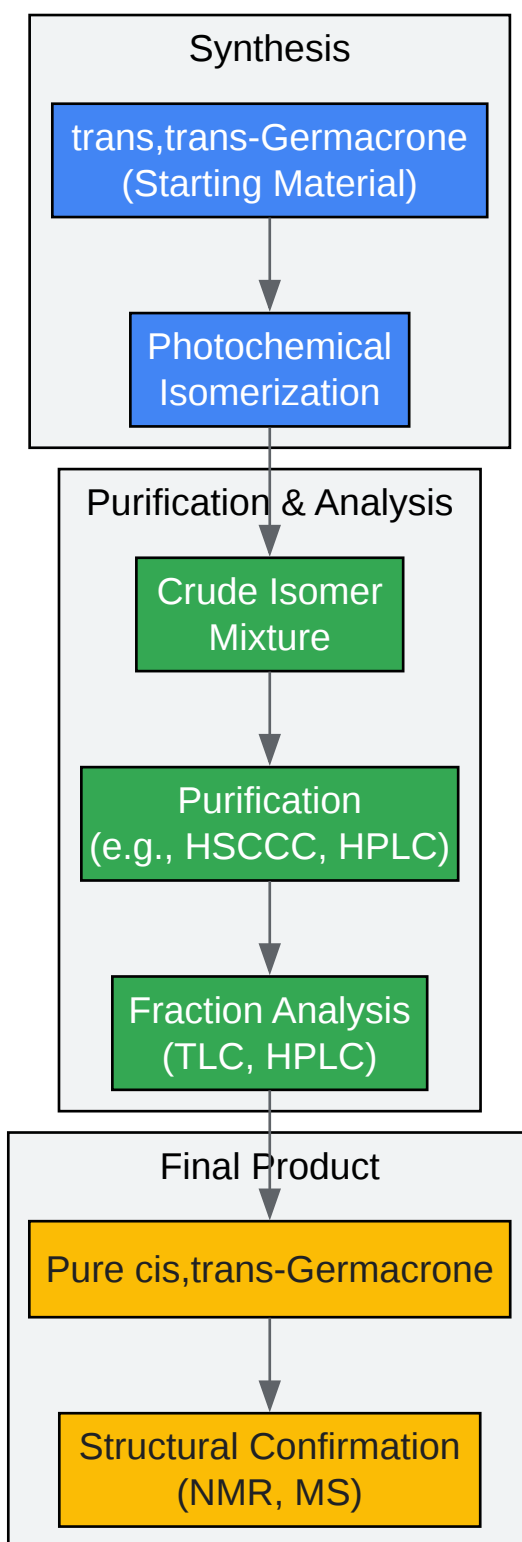 Synthesis
trans,trans-Germacrone
(Starting Material)
Photochemical
Isomerization
Purification & Analysis
Crude Isomer
Mixture
Purification
(e.g., HSCCC, HPLC)
Fraction Analysis
(TLC, HPLC)
Final Product
Pure cis,trans-Germacrone
Structural Confirmation
(NMR, MS)